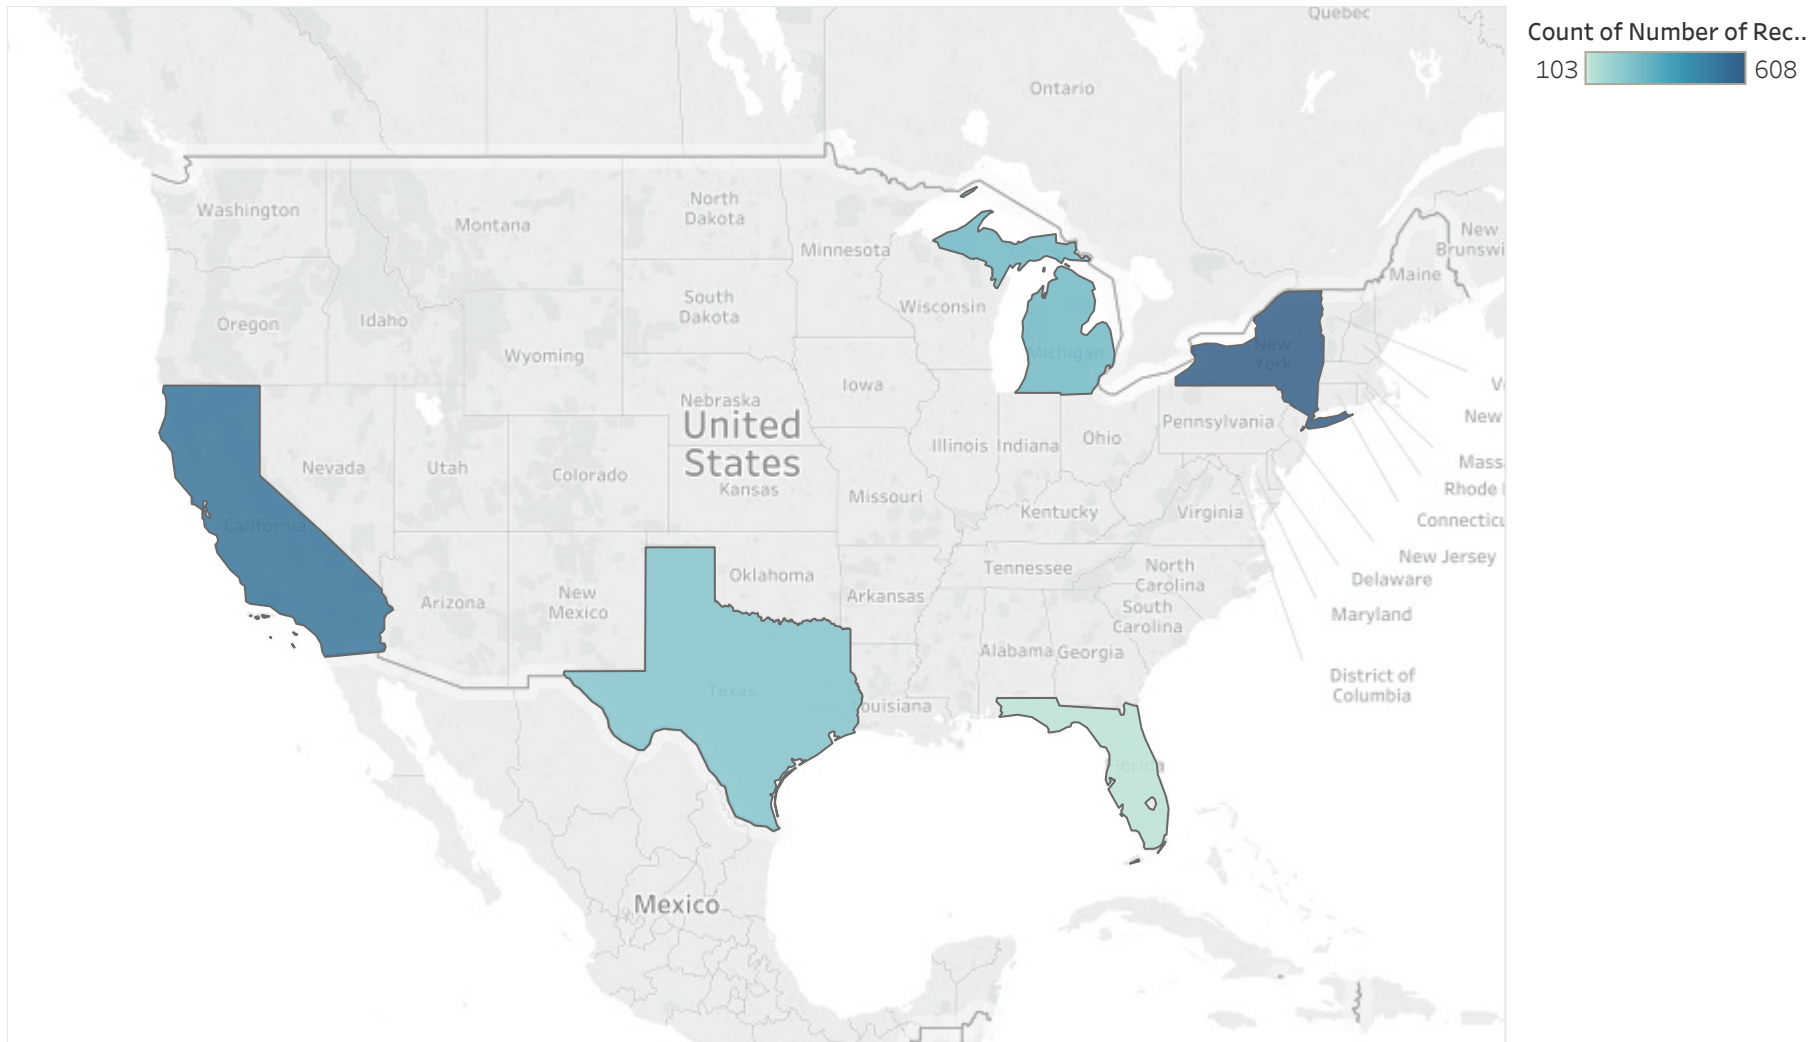 Quebec
Count of Number of Rec..
103
608
Ontario
Washington
Montana
North
Dakota
Minnesota
New
Brunswi
Maine
Oregon
Idaho
South
Dakota
Wisconsin
Wyoming
Michigan
New
York
Iowa
Nebraska
V
New
United
States
Pennsylvania
Illinois
Indiana
Ohio
Nevada
Utah
Colorado
Kansas
Mass
Rhode I
Missouri
California
Kentucky
Virginia
Connecticu
New Jersey
Oklahoma
Tennessee
North
Carolina
Delaware
Arizona
New
Mexico
Arkansas
South
Carolina
Maryland
Alabama
Georgia
Texas
Louisiana
District of
Columbia
Florida
Mexico